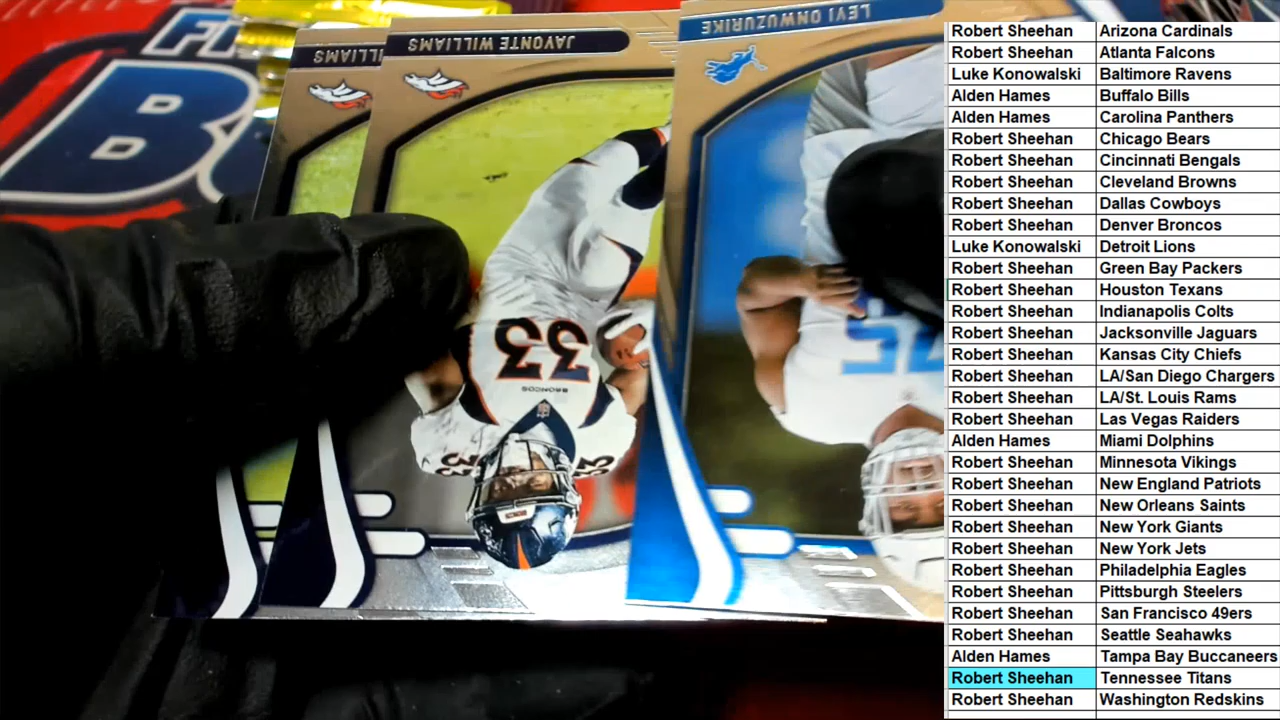 FI
B
WILLIAMS
JAVONTE WILLIAMS
LEVI ONWUZURIKE
33
BRONCOS
33
33
75
Robert Sheehan Arizona Cardinals
Robert Sheehan Atlanta Falcons
Luke Konowalski Baltimore Ravens
Alden Hames Buffalo Bills
Alden Hames Carolina Panthers
Robert Sheehan Chicago Bears
Robert Sheehan Cincinnati Bengals
Robert Sheehan Cleveland Browns
Robert Sheehan Dallas Cowboys
Robert Sheehan Denver Broncos
Luke Konowalski Detroit Lions
Robert Sheehan Green Bay Packers
Robert Sheehan Houston Texans
Robert Sheehan Indianapolis Colts
Robert Sheehan Jacksonville Jaguars
Robert Sheehan Kansas City Chiefs
Robert Sheehan LA/San Diego Chargers
Robert Sheehan LA/St. Louis Rams
Robert Sheehan Las Vegas Raiders
Alden Hames Miami Dolphins
Robert Sheehan Minnesota Vikings
Robert Sheehan New England Patriots
Robert Sheehan New Orleans Saints
Robert Sheehan New York Giants
Robert Sheehan New York Jets
Robert Sheehan Philadelphia Eagles
Robert Sheehan Pittsburgh Steelers
Robert Sheehan San Francisco 49ers
Robert Sheehan Seattle Seahawks
Alden Hames Tampa Bay Buccaneers
Robert Sheehan Tennessee Titans
Robert Sheehan Washington Redskins